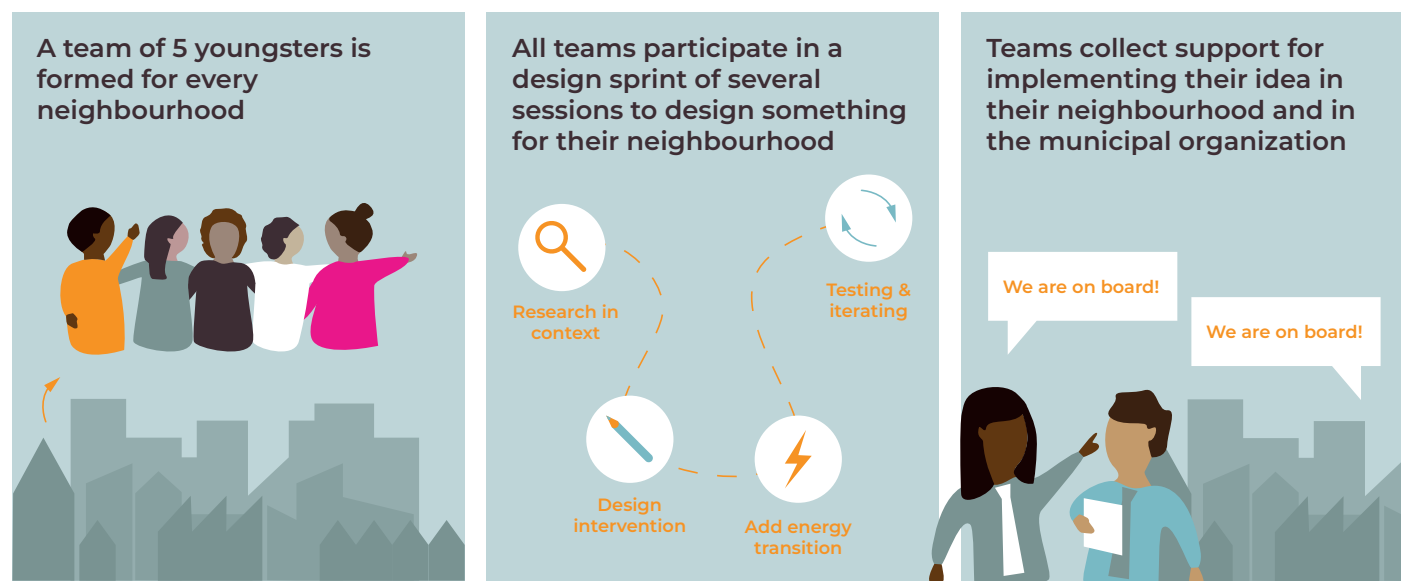 A team of 5 youngsters is
formed for every
neighbourhood
All teams participate in a
design sprint of several
sessions to design something
for their neighbourhood
Research in
context
Design
intervention
Add energy
transition
Testing &
iterating
Teams collect support for
implementing their idea in
their neighbourhood and in
the municipal organization
We are on board!
We are on board!